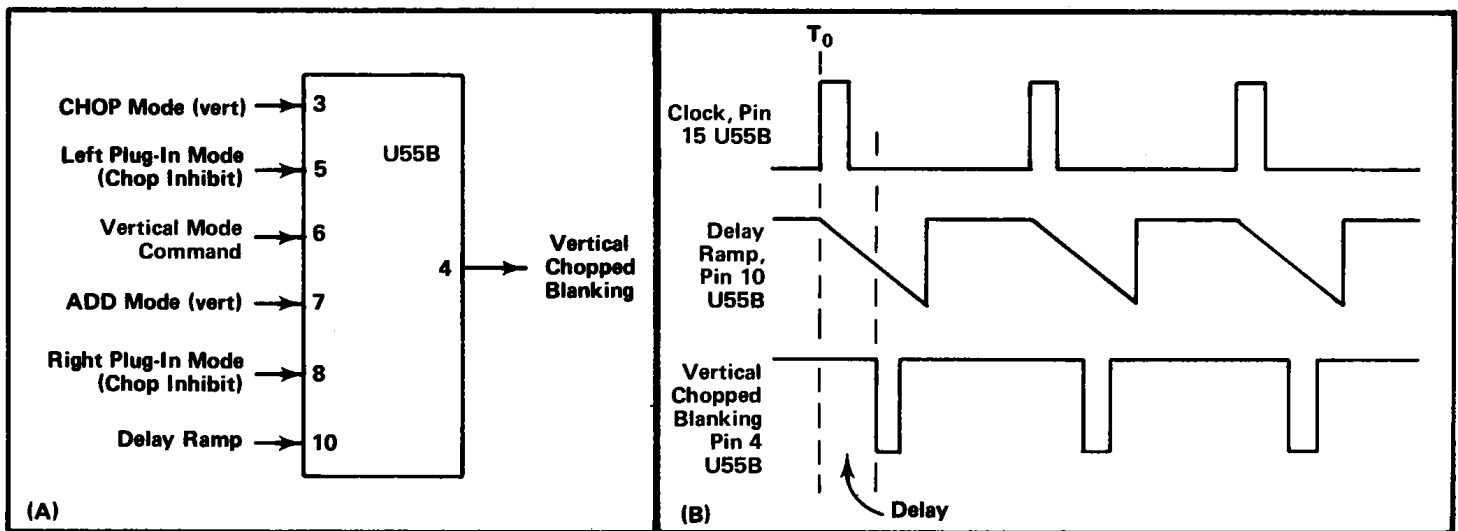 CHOP Mode (vert)
3
Left Plug-In Mode
(Chop Inhibit)
5
U55B
Vertical Mode
Command
6
4
Vertical
Chopped
Blanking
ADD Mode (vert)
7
Right Plug-In Mode
(Chop Inhibit)
8
Delay Ramp
10
(A)
T0
Clock, Pin
15 U55B
Delay
Ramp,
Pin 10
U55B
Vertical
Chopped
Blanking
Pin 4
U55B
Delay
(B)